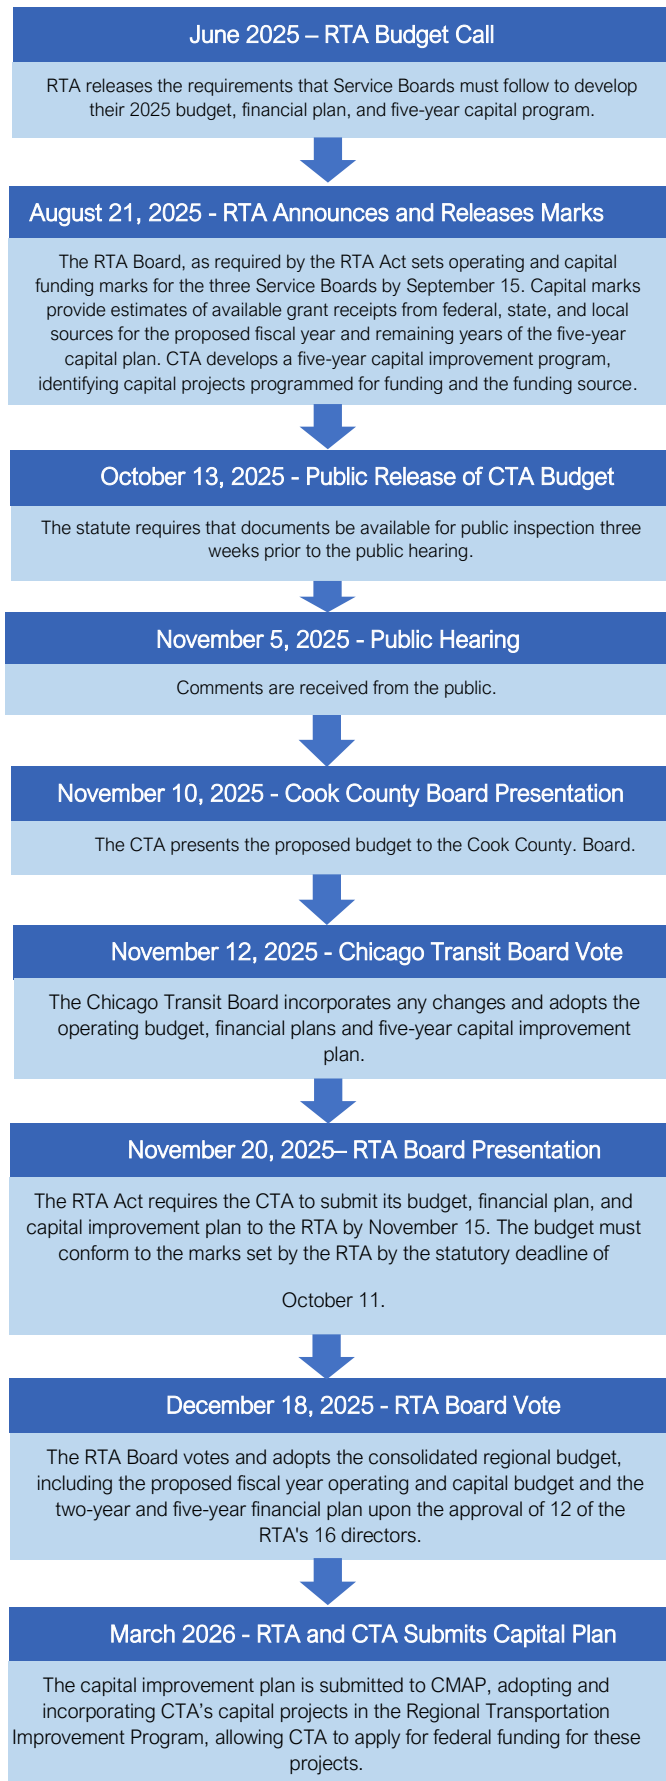 June 2025 – RTA Budget Call
RTA releases the requirements that Service Boards must follow to develop
their 2025 budget, financial plan, and five-year capital program.
August 21, 2025 - RTA Announces and Releases Marks
The RTA Board, as required by the RTA Act sets operating and capital
funding marks for the three Service Boards by September 15. Capital marks
provide estimates of available grant receipts from federal, state, and local
sources for the proposed fiscal year and remaining years of the five-year
capital plan. CTA develops a five-year capital improvement program,
identifying capital projects programmed for funding and the funding source.
October 13, 2025 - Public Release of CTA Budget
The statute requires that documents be available for public inspection three
weeks prior to the public hearing.
November 5, 2025 - Public Hearing
Comments are received from the public.
November 10, 2025 - Cook County Board Presentation
The CTA presents the proposed budget to the Cook County. Board.
November 12, 2025 - Chicago Transit Board Vote
The Chicago Transit Board incorporates any changes and adopts the
operating budget, financial plans and five-year capital improvement
plan.
November 20, 2025– RTA Board Presentation
The RTA Act requires the CTA to submit its budget, financial plan, and
capital improvement plan to the RTA by November 15. The budget must
conform to the marks set by the RTA by the statutory deadline of
October 11.
December 18, 2025 - RTA Board Vote
The RTA Board votes and adopts the consolidated regional budget,
including the proposed fiscal year operating and capital budget and the
two-year and five-year financial plan upon the approval of 12 of the
RTA's 16 directors.
March 2026 - RTA and CTA Submits Capital Plan
The capital improvement plan is submitted to CMAP, adopting and
incorporating CTA’s capital projects in the Regional Transportation
Improvement Program, allowing CTA to apply for federal funding for these
projects.